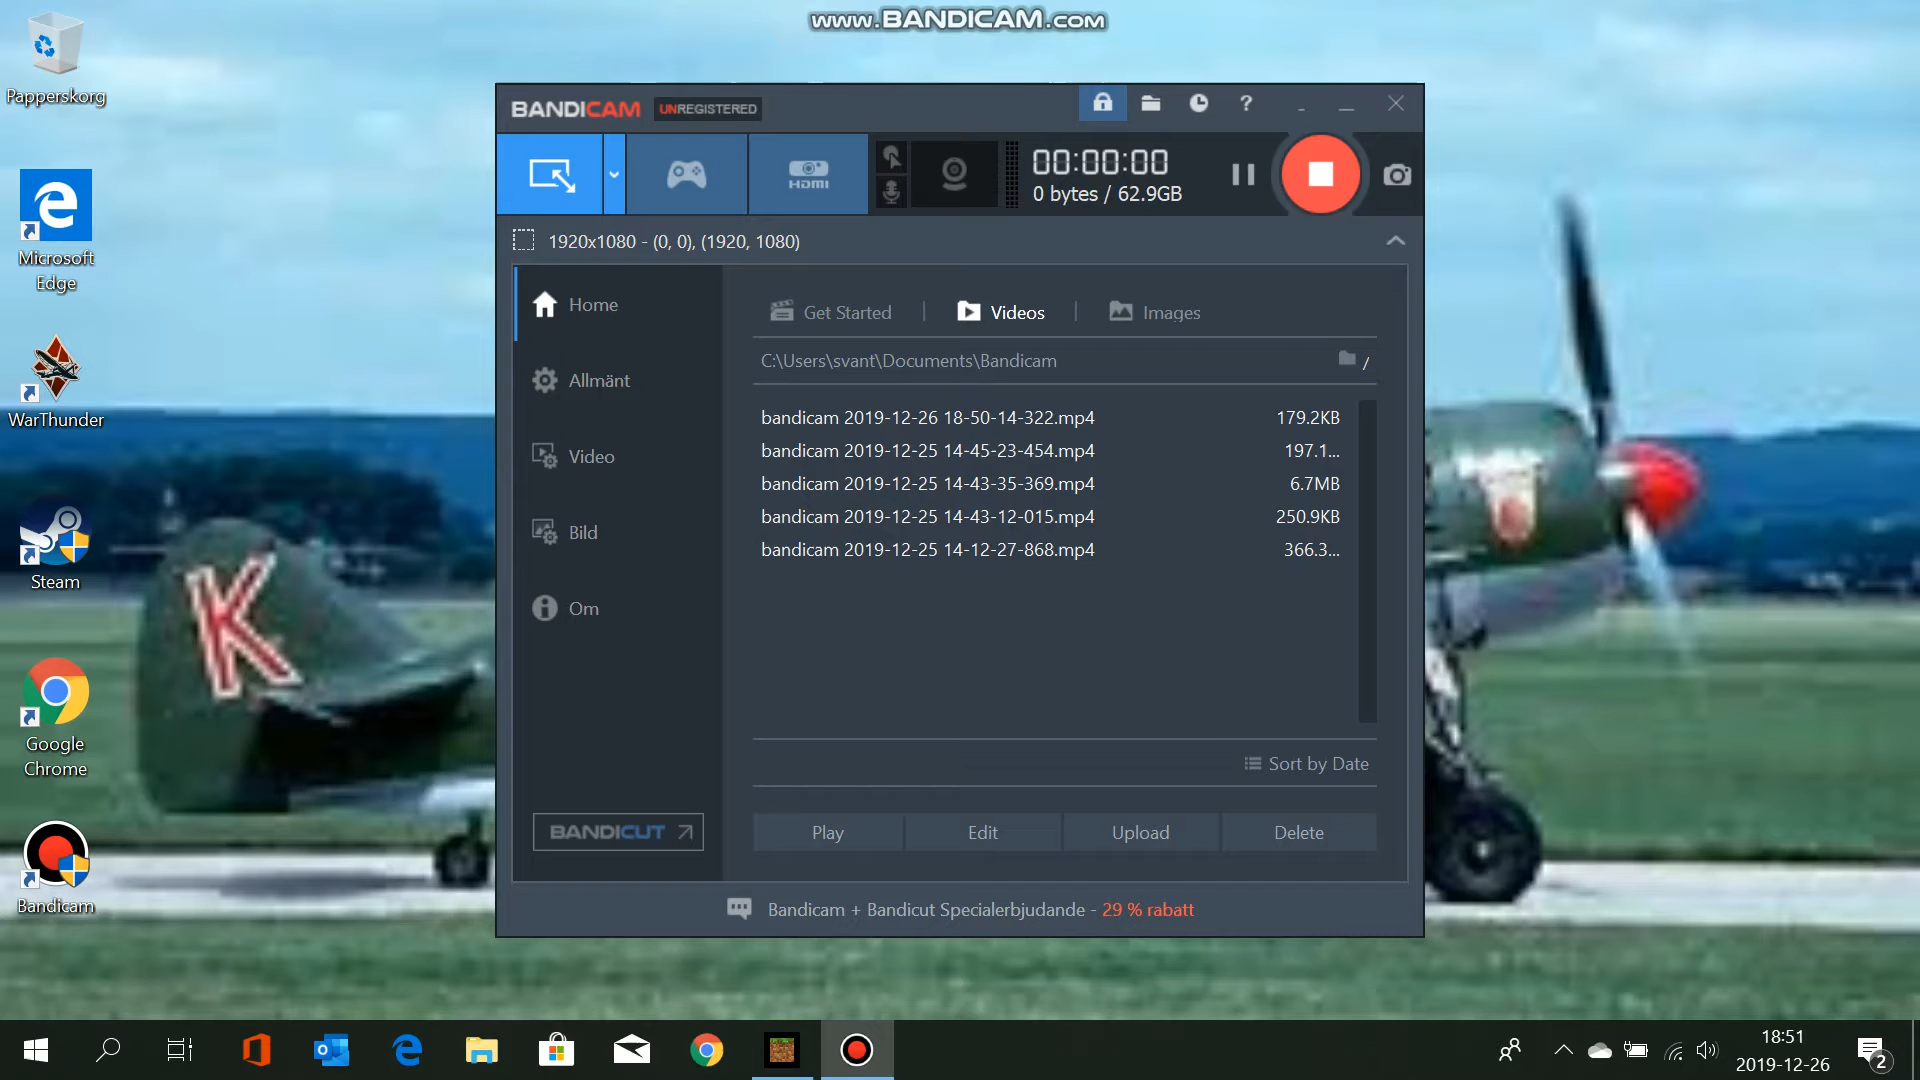 www.BANDICAM.com
Papperskorg
Microsoft
Edge
WarThunder
Steam
Google
Chrome
Bandicam
BANDICAM UNREGISTERED
?
HDMI
00:00:00
0 bytes / 62.9GB
1920x1080 - (0, 0), (1920, 1080)
Home
Allmänt
Video
Bild
Om
BANDICUT
Get Started | Videos | Images
C:\Users\svant\Documents\Bandicam
/
bandicam 2019-12-26 18-50-14-322.mp4 179.2KB
bandicam 2019-12-25 14-45-23-454.mp4 197.1...
bandicam 2019-12-25 14-43-35-369.mp4 6.7MB
bandicam 2019-12-25 14-43-12-015.mp4 250.9KB
bandicam 2019-12-25 14-12-27-868.mp4 366.3...
Sort by Date
Play Edit Upload Delete
Bandicam + Bandicut Specialerbjudande - 29 % rabatt
K
18:51
2019-12-26
2